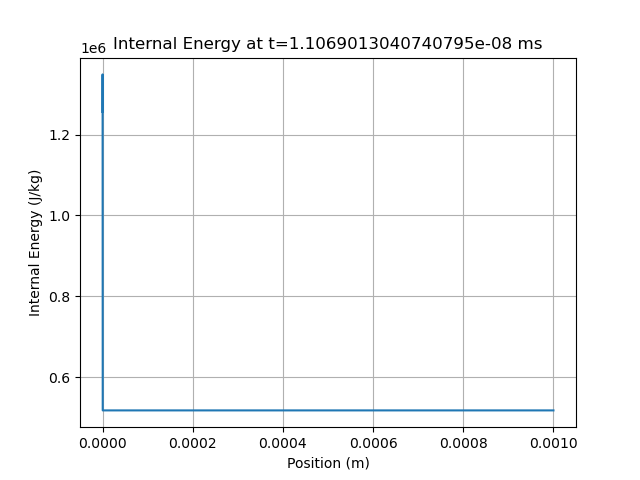 Internal Energy at t=1.1069013040740795e-08 ms
1e6
1.2
1.0
0.8
0.6
Internal Energy (J/kg)
0.0000 0.0002 0.0004 0.0006 0.0008 0.0010
Position (m)